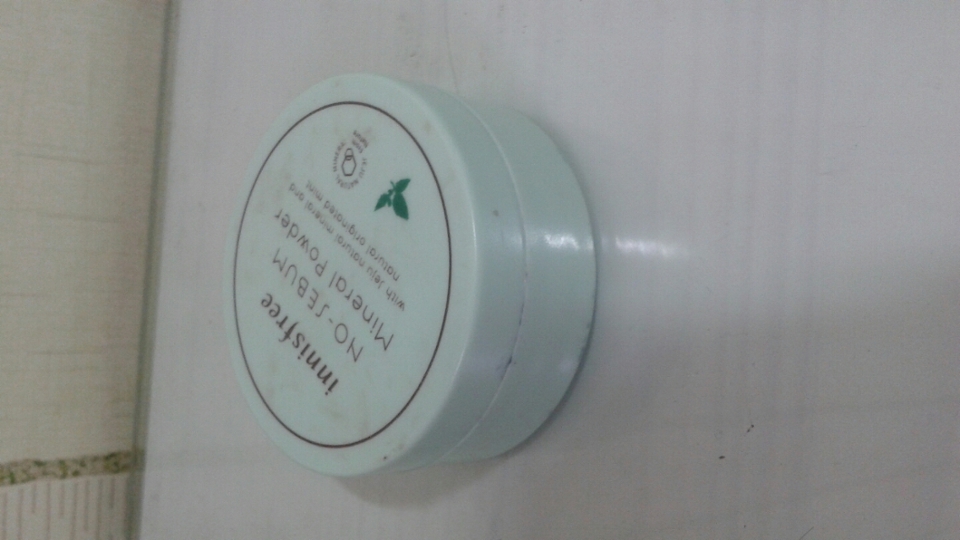 innisfree
NO-SEBUM
Mineral Powder
with Jeju natural mineral and
natural originated mint